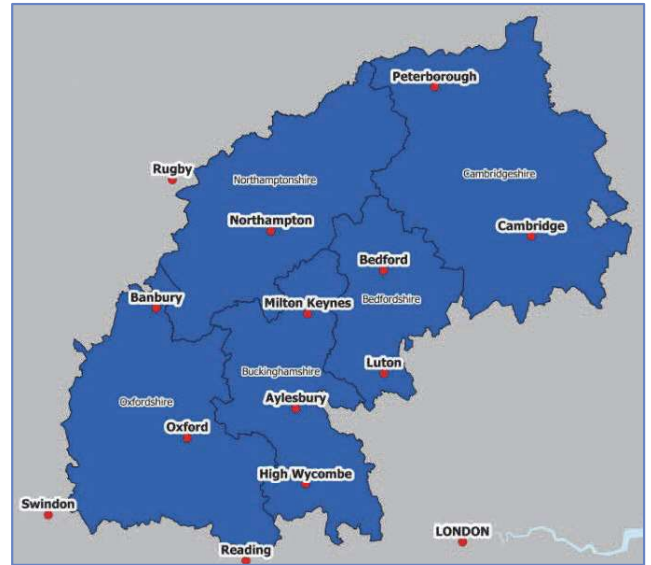 Peterborough
Rugby
Northamptonshire
Cambridgeshire
Northampton
Cambridge
Bedford
Banbury
Milton Keynes
Bedfordshire
Luton
Buckinghamshire
Oxfordshire
Aylesbury
Oxford
High Wycombe
Swindon
LONDON
Reading